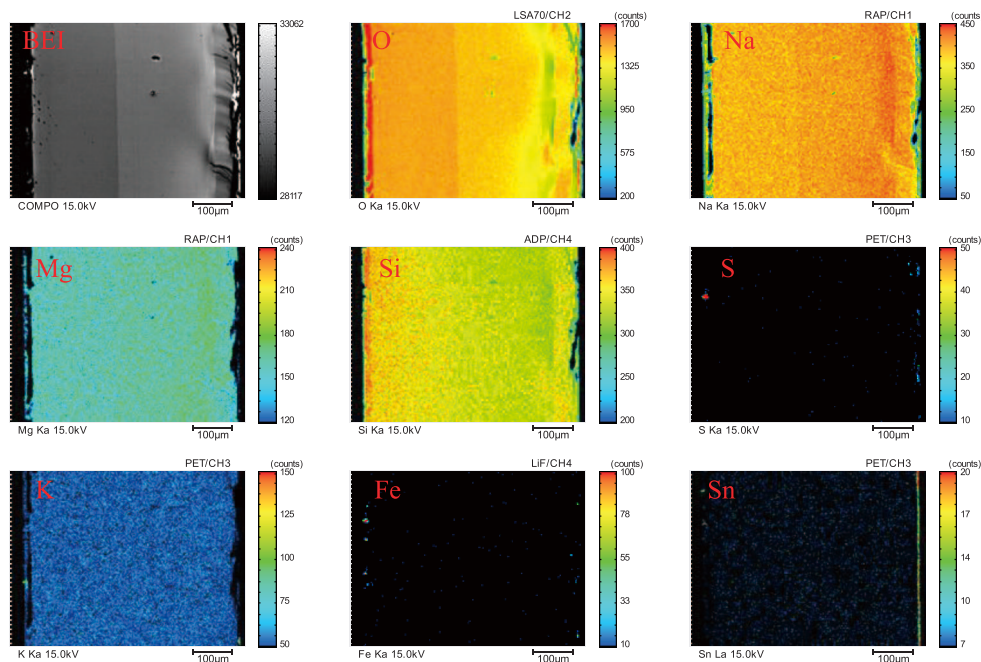 BEI
33062
28117
COMPO 15.0kV
100μm
LSA70/CH2
(counts)
O
1700
1325
950
575
200
O Ka 15.0kV
100μm
RAP/CH1
(counts)
Na
450
350
250
150
50
Na Ka 15.0kV
100μm
RAP/CH1
(counts)
Mg
240
210
180
150
120
Mg Ka 15.0kV
100μm
ADP/CH4
(counts)
Si
400
350
300
250
200
Si Ka 15.0kV
100μm
PET/CH3
(counts)
S
50
40
30
20
10
S Ka 15.0kV
100μm
PET/CH3
(counts)
K
150
125
100
75
50
K Ka 15.0kV
100μm
LiF/CH4
(counts)
Fe
100
78
55
33
10
Fe Ka 15.0kV
100μm
PET/CH3
(counts)
Sn
20
17
14
10
7
Sn La 15.0kV
100μm